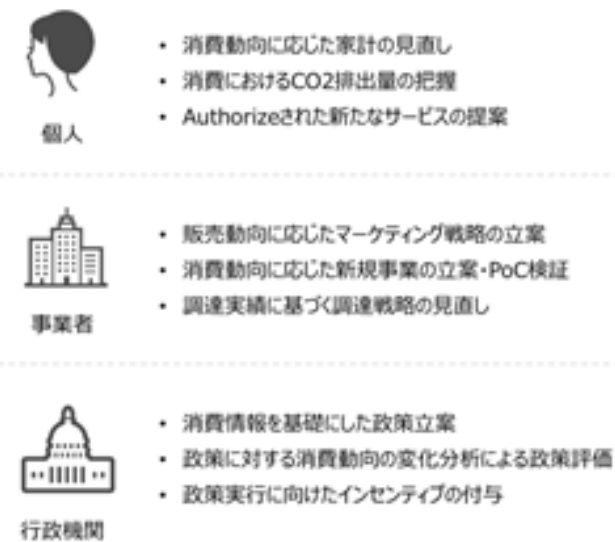 • 消費動向に応じた家計の見直し
• 消費におけるCO2排出量の把握
• Authorizeされた新たなサービスの提案
個人
• 販売動向に応じたマーケティング戦略の立案
• 消費動向に応じた新規事業の立案・PoC検証
• 調達実績に基づく調達戦略の見直し
事業者
• 消費情報を基礎にした政策立案
• 政策に対する消費動向の変化分析による政策評価
• 政策実行に向けたインセンティブの付与
行政機関